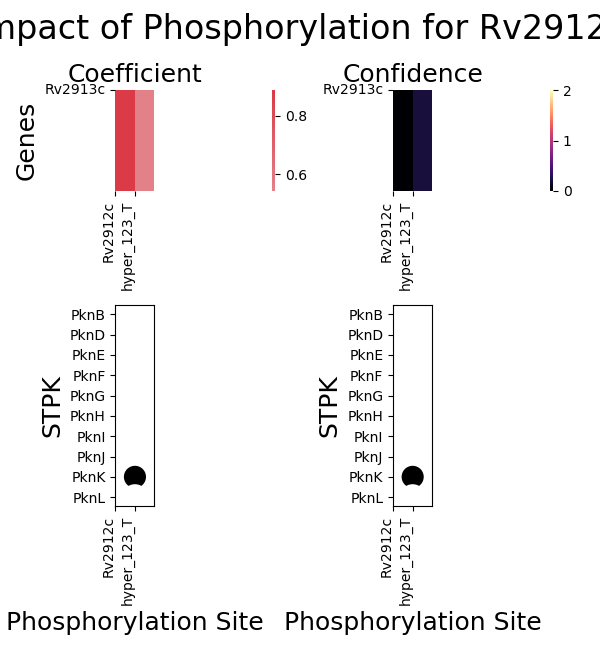 mpact of Phosphorylation for Rv2912
Coefficient
Confidence
Genes
Rv2913c
0.8
0.6
Rv2912c
hyper_123_T
Rv2913c
2
1
0
Rv2912c
hyper_123_T
STPK
PknB
PknD
PknE
PknF
PknG
PknH
PknI
PknJ
PknK
PknL
Rv2912c
hyper_123_T
Phosphorylation Site
STPK
PknB
PknD
PknE
PknF
PknG
PknH
PknI
PknJ
PknK
PknL
Rv2912c
hyper_123_T
Phosphorylation Site